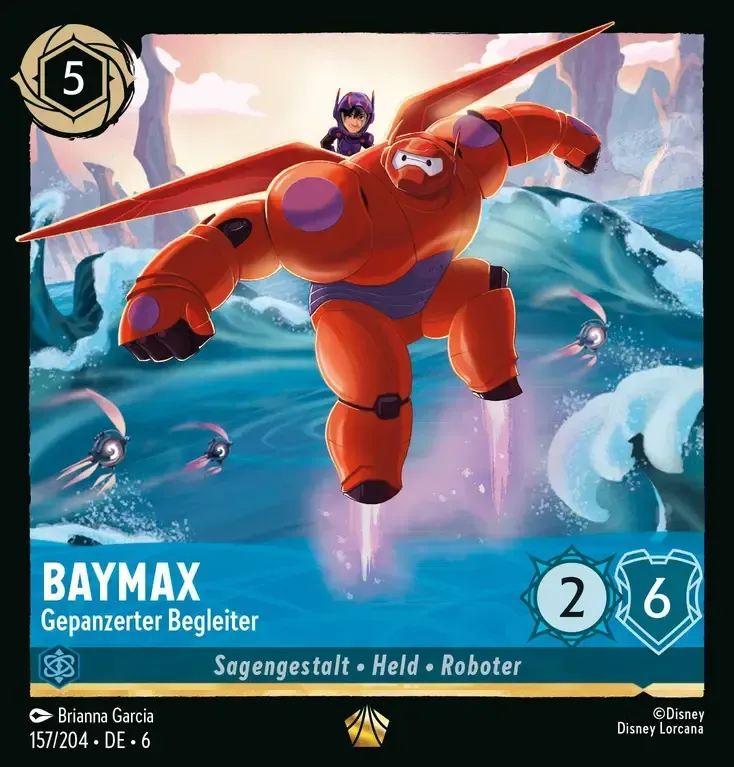 5
BAYMAX
Gepanzerter Begleiter
2
6
Sagengestalt • Held • Roboter
Brianna Garcia
157/204 • DE • 6
©Disney
Disney Lorcana